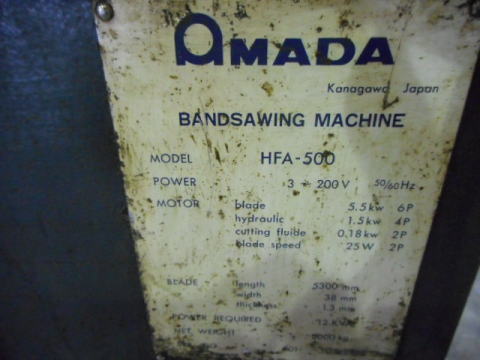 AMADA
Kanagawa Japan
BANDSAWING MACHINE
MODEL HFA-500
POWER 3 ~ 200V 50/60Hz
MOTOR blade 5.5kw 6P
hydraulic 1.5kw 4P
cutting fluide 0.18kw 2P
blade speed 25W 2P
BLADE length 5300 mm
width 38 mm
thickness 1.3 mm
POWER REQUIRED 12 KVA
NET WEIGHT kg
NO